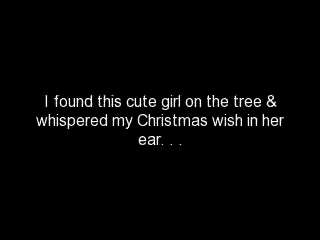 I found this cute girl on the tree &
whispered my Christmas wish in her
ear. . .